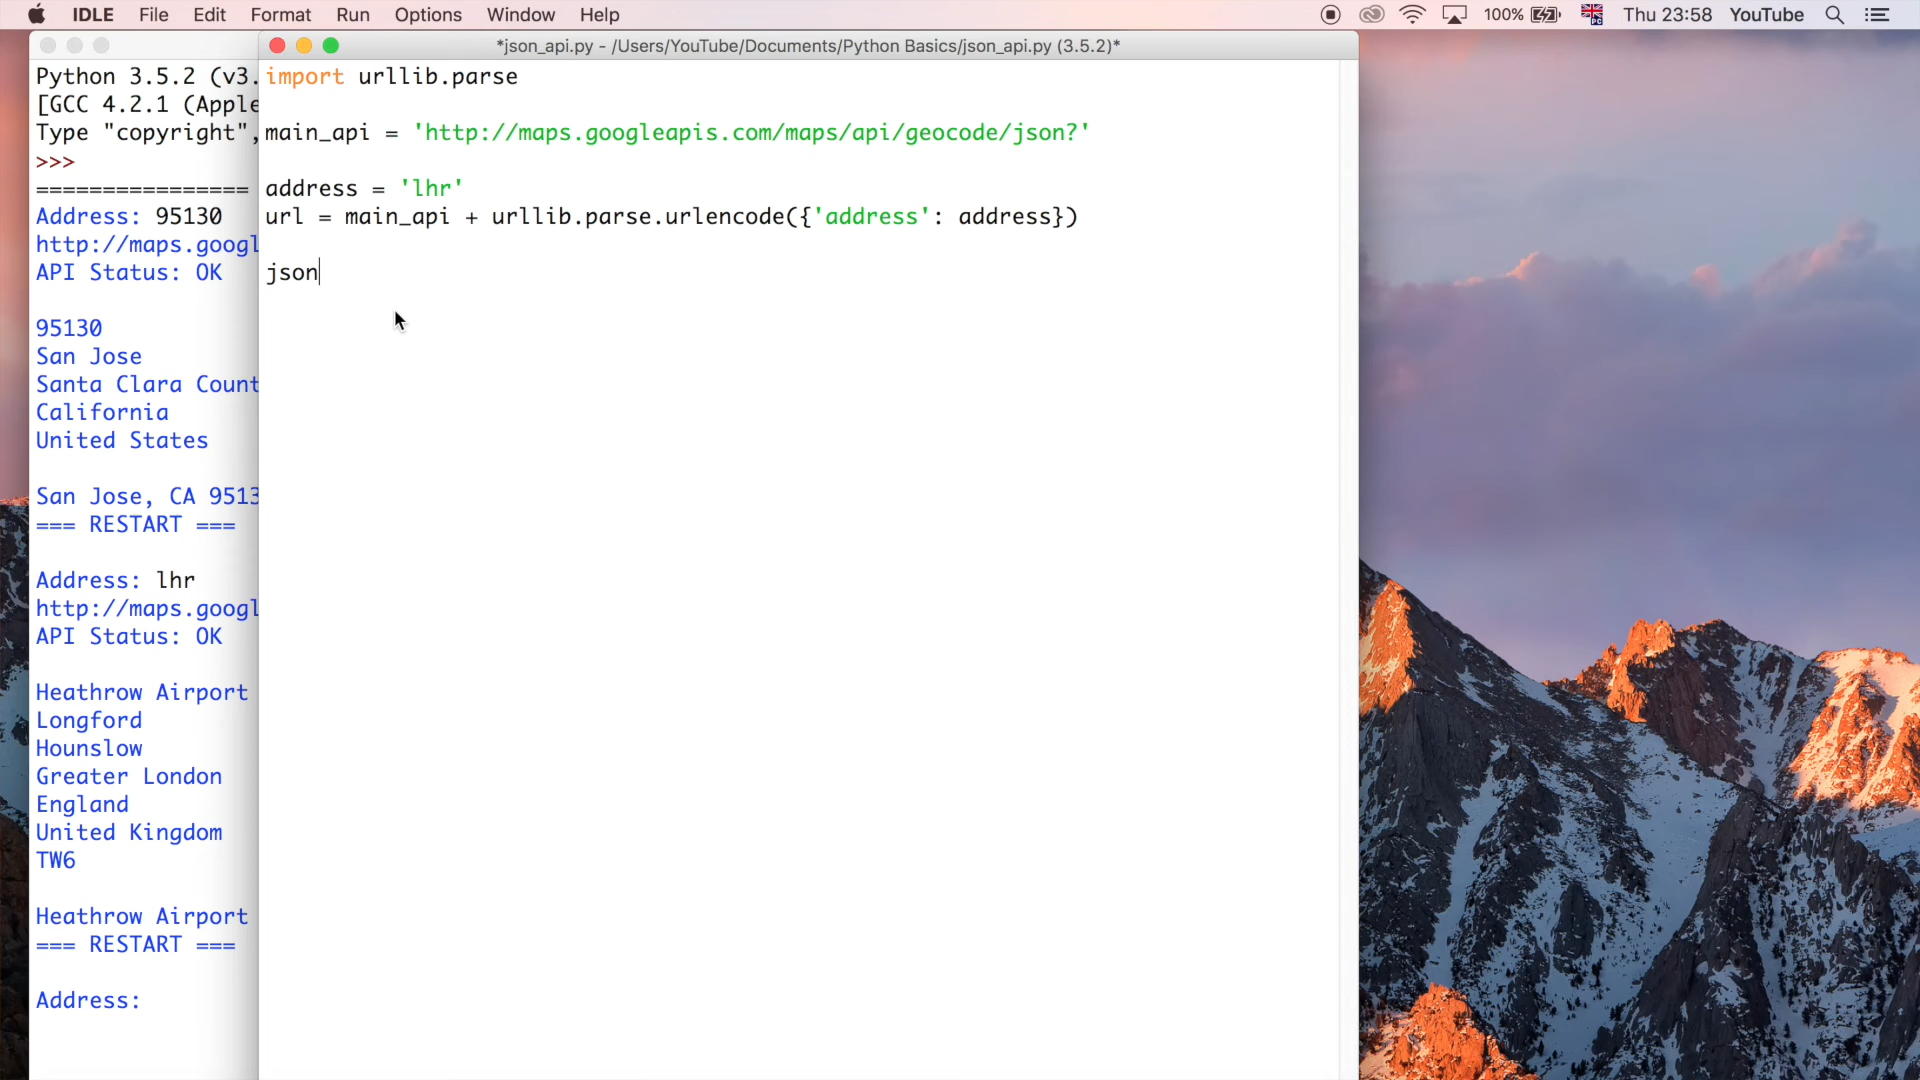 IDLE File Edit Format Run Options Window Help 100% Thu 23:58 YouTube
*json_api.py - /Users/YouTube/Documents/Python Basics/json_api.py (3.5.2)*
Python 3.5.2 (v3.
[GCC 4.2.1 (Apple
Type "copyright",
>>>
================
Address: 95130
http://maps.googl
API Status: OK
95130
San Jose
Santa Clara Count
California
United States
San Jose, CA 9513
=== RESTART ===
Address: lhr
http://maps.googl
API Status: OK
Heathrow Airport
Longford
Hounslow
Greater London
England
United Kingdom
TW6
Heathrow Airport
=== RESTART ===
Address:
import urllib.parse
main_api = 'http://maps.googleapis.com/maps/api/geocode/json?'
address = 'lhr'
url = main_api + urllib.parse.urlencode({'address': address})
json